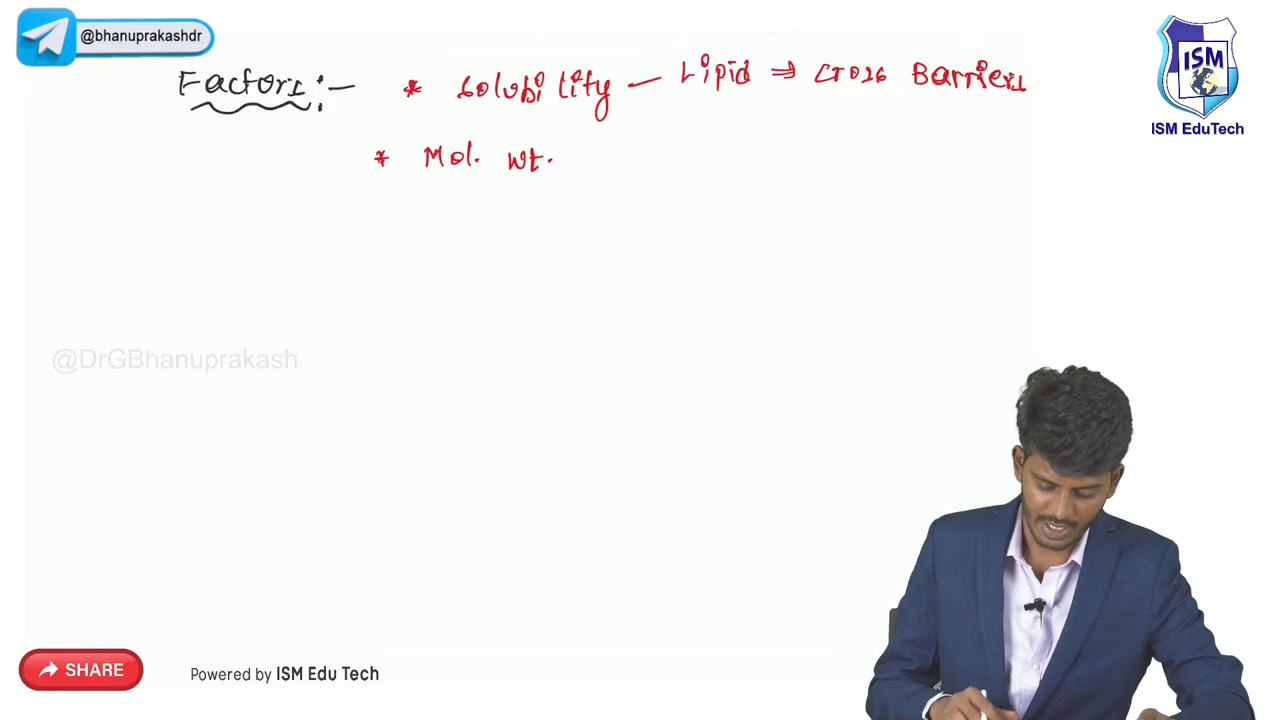 @bhanuprakashdr
Factors:-
* Solubility — Lipid ⇒ cross Barriers
* Mol. wt.
ISM
ISM EduTech
@DrGBhanuprakash
SHARE
Powered by ISM Edu Tech